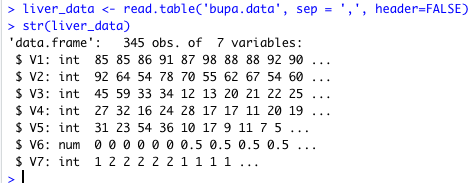 > liver_data <- read.table('bupa.data', sep = ',', header=FALSE)
> str(liver_data)
'data.frame':   345 obs. of  7 variables:
 $ V1: int  85 85 86 91 87 98 88 88 92 90 ...
 $ V2: int  92 64 54 78 70 55 62 67 54 60 ...
 $ V3: int  45 59 33 34 12 13 20 21 22 25 ...
 $ V4: int  27 32 16 24 28 17 17 11 20 19 ...
 $ V5: int  31 23 54 36 10 17 9 11 7 5 ...
 $ V6: num  0 0 0 0 0 0 0.5 0.5 0.5 0.5 ...
 $ V7: int  1 2 2 2 2 2 1 1 1 1 ...
>